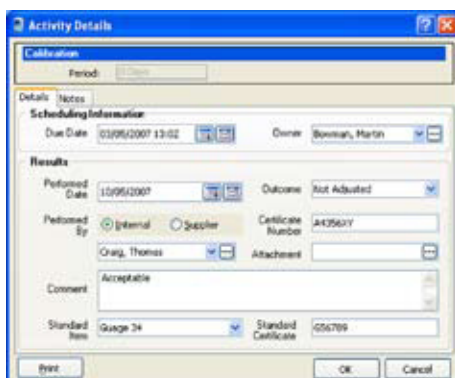 Activity Details
Calibration
Period:
Details Notes
Scheduling Information
Due Date 03/05/2007 13:02 Owner Bowman, Martin
Results
Performed Date 10/05/2007 Outcome Not Adjusted
Performed By Internal Supplier Certificate Number A4356XY
Craig, Thomas Attachment
Comment Acceptable
Standard Item Guage 34 Standard Certificate G56789
Print OK Cancel